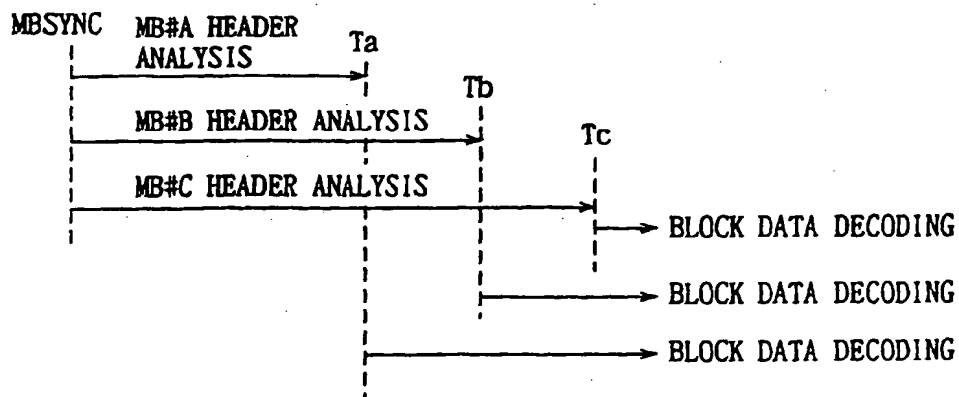 MBSYNC
MB#A HEADER
ANALYSIS
Ta
Tb
MB#B HEADER ANALYSIS
Tc
MB#C HEADER ANALYSIS
BLOCK DATA DECODING
BLOCK DATA DECODING
BLOCK DATA DECODING